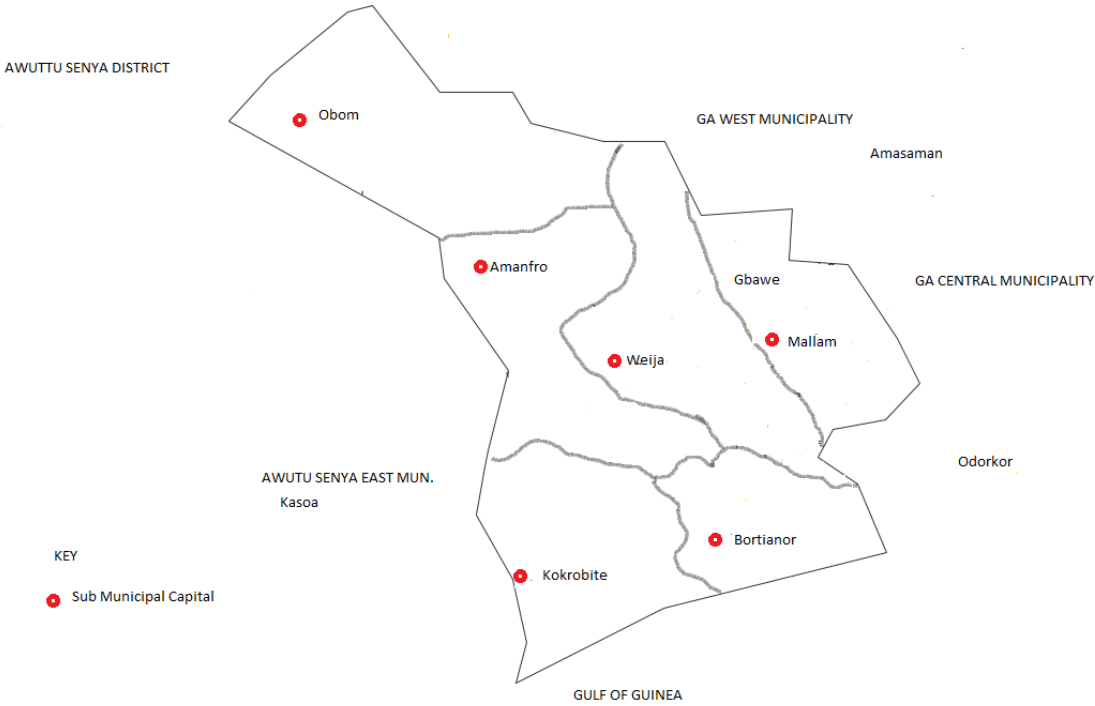 AWUTTU SENYA DISTRICT
Obom
GA WEST MUNICIPALITY
Amasaman
Amanfro
Gbawe
GA CENTRAL MUNICIPALITY
Mallam
Weija
Odorkor
AWUTU SENYA EAST MUN.
Kasoa
Bortianor
KEY
Kokrobite
Sub Municipal Capital
GULF OF GUINEA